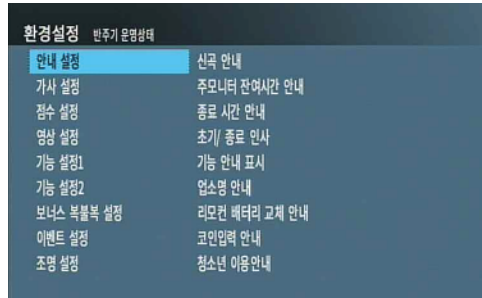 환경설정 반주기 운영상태
안내 설정 신곡 안내
가사 설정 주모니터 잔여시간 안내
점수 설정 종료 시간 안내
영상 설정 초기/ 종료 인사
기능 설정1 기능 안내 표시
기능 설정2 업소명 안내
보너스 복불복 설정 리모컨 배터리 교체 안내
이벤트 설정 코인입력 안내
조명 설정 청소년 이용안내